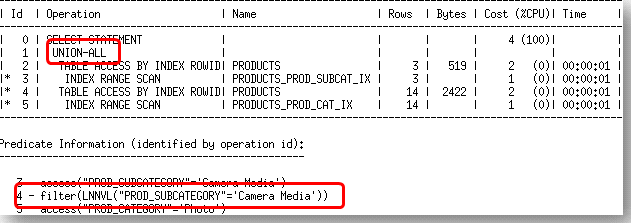 | Id | Operation | Name | Rows | Bytes | Cost (%CPU)| Time |
| 0 | SELECT STATEMENT | | | | 4 (100)| |
| 1 | UNION-ALL | | | | | |
| 2 | TABLE ACCESS BY INDEX ROWID| PRODUCTS | 3 | 519 | 2 (0)| 00:00:01 |
|* 3 | INDEX RANGE SCAN | PRODUCTS_PROD_SUBCAT_IX | 3 | | 1 (0)| 00:00:01 |
|* 4 | TABLE ACCESS BY INDEX ROWID| PRODUCTS | 14 | 2422 | 2 (0)| 00:00:01 |
|* 5 | INDEX RANGE SCAN | PRODUCTS_PROD_CAT_IX | 14 | | 1 (0)| 00:00:01 |
Predicate Information (identified by operation id):
3 - access("PROD_SUBCATEGORY"='Camera Media')
4 - filter(LNNVL("PROD_SUBCATEGORY"='Camera Media'))
5 - access("PROD_CATEGORY"='Photo')